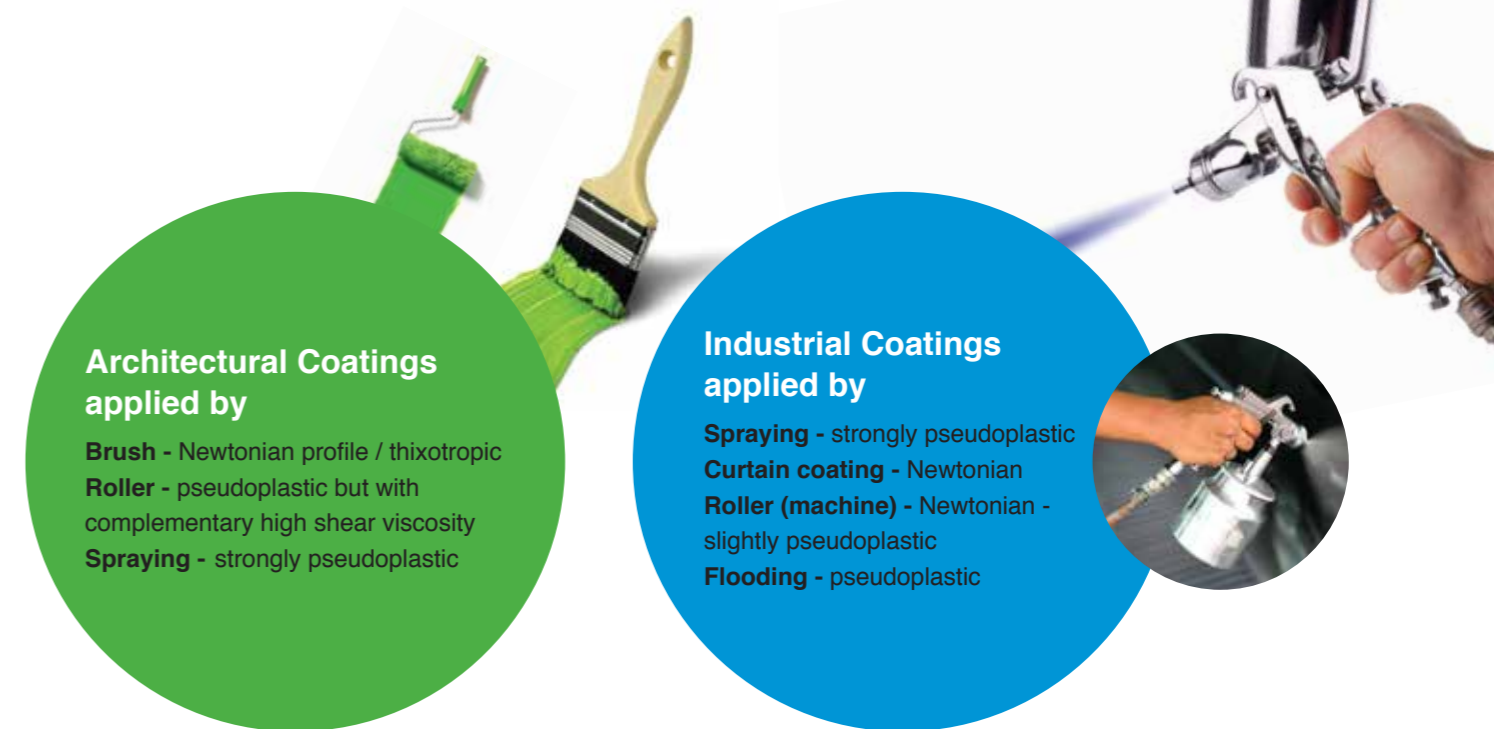 Architectural Coatings
applied by
Brush - Newtonian profile / thixotropic
Roller - pseudoplastic but with
complementary high shear viscosity
Spraying - strongly pseudoplastic
Industrial Coatings
applied by
Spraying - strongly pseudoplastic
Curtain coating - Newtonian
Roller (machine) - Newtonian -
slightly pseudoplastic
Flooding - pseudoplastic